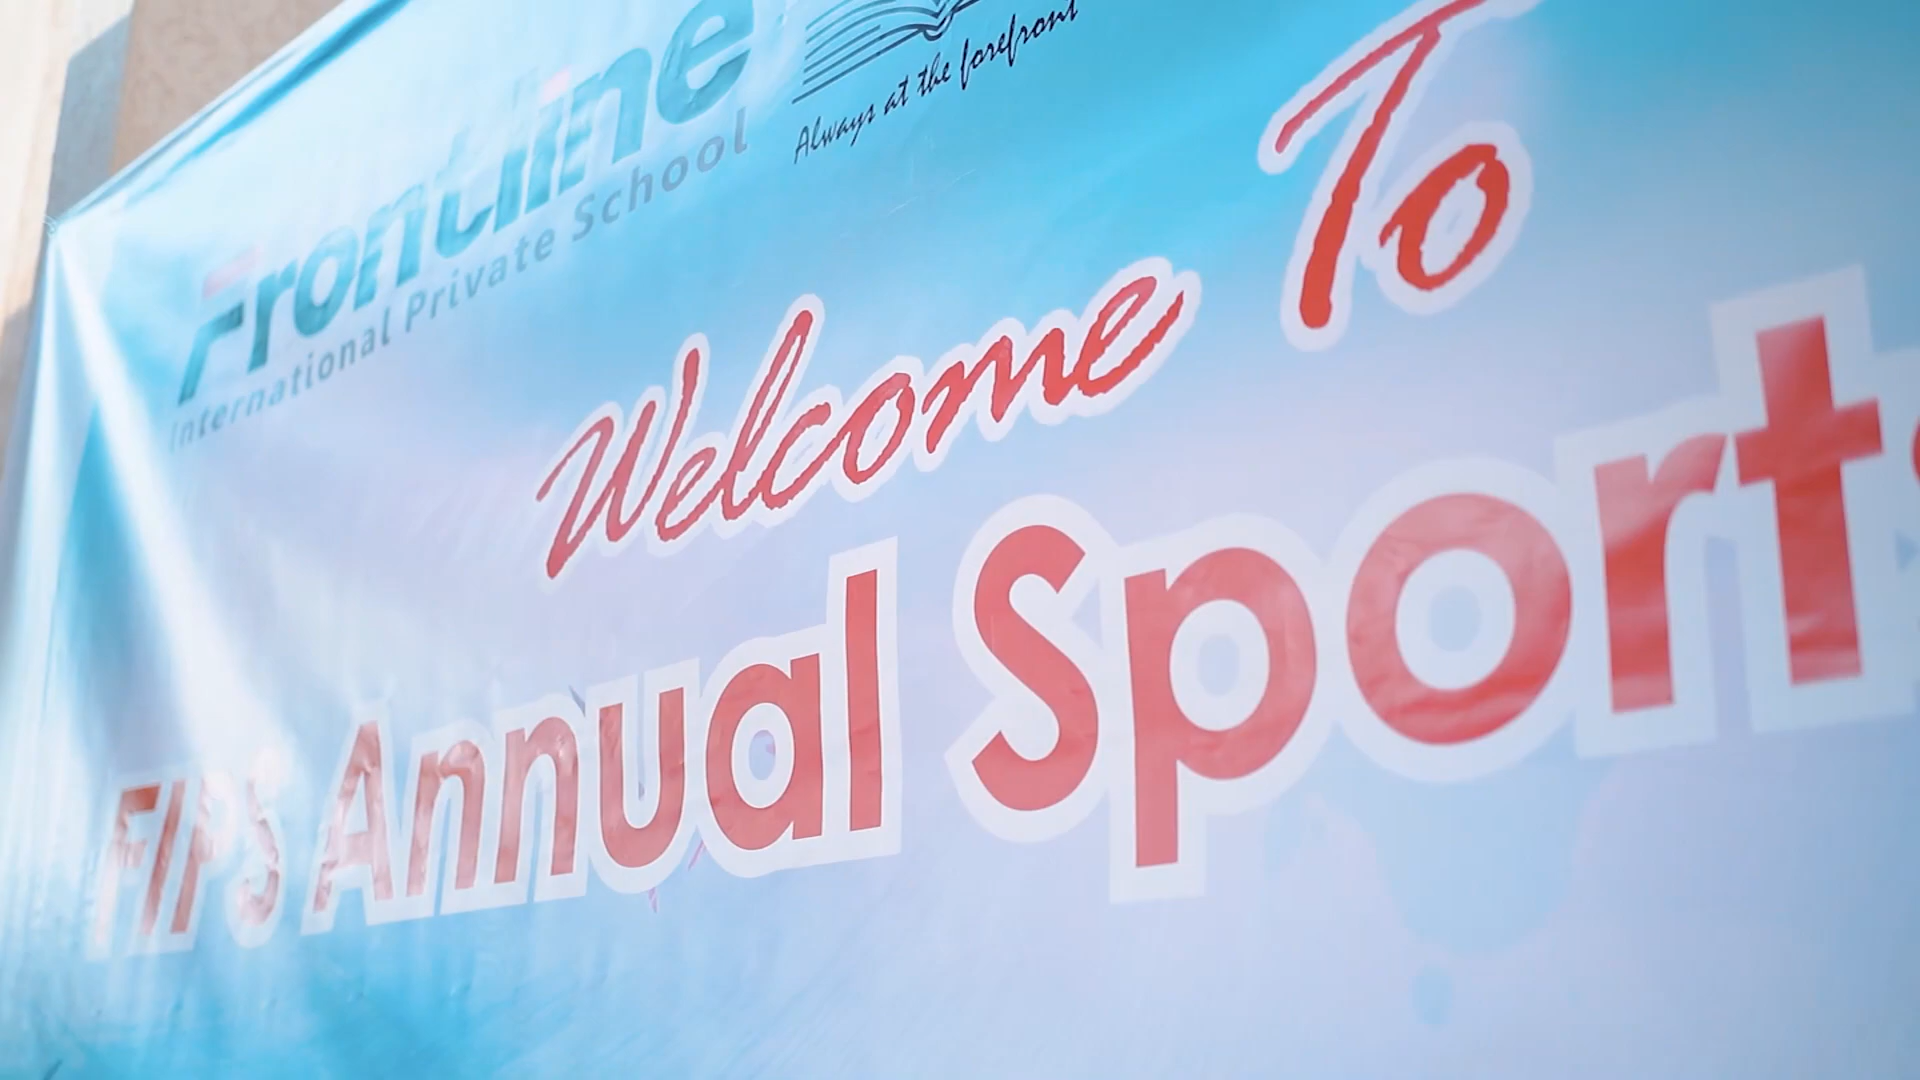 Frontline
International Private School
Always at the forefront
Welcome To
FIPS Annual Sports